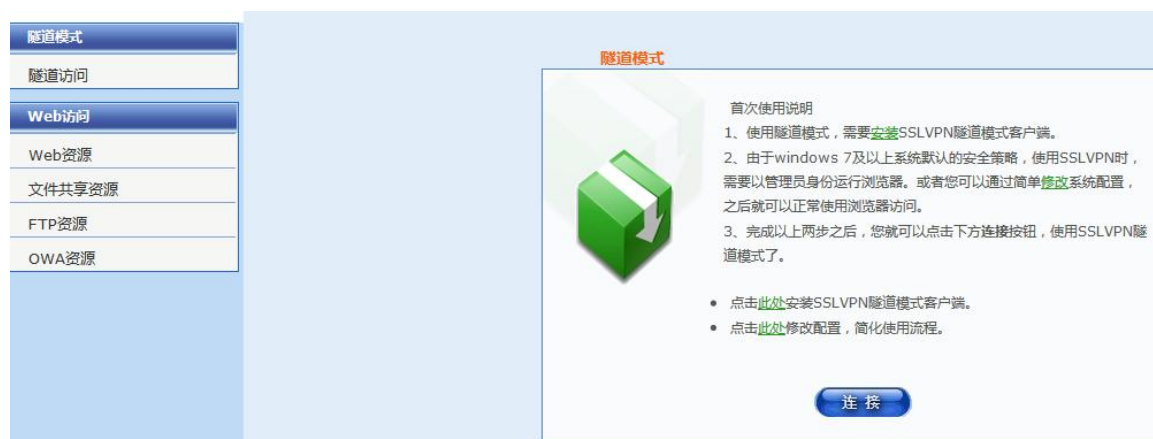 隧道模式
隧道访问
Web访问
Web资源
文件共享资源
FTP资源
OWA资源
隧道模式
首次使用说明
1、使用隧道模式，需要安装SSLVPN隧道模式客户端。
2、由于windows 7及以上系统默认的安全策略，使用SSLVPN时，
需要以管理员身份运行浏览器。或者您可以通过简单修改系统配置，
之后就可以正常使用浏览器访问。
3、完成以上两步之后，您就可以点击下方连接按钮，使用SSLVPN隧
道模式了。
• 点击此处安装SSLVPN隧道模式客户端。
• 点击此处修改配置，简化使用流程。
连 接